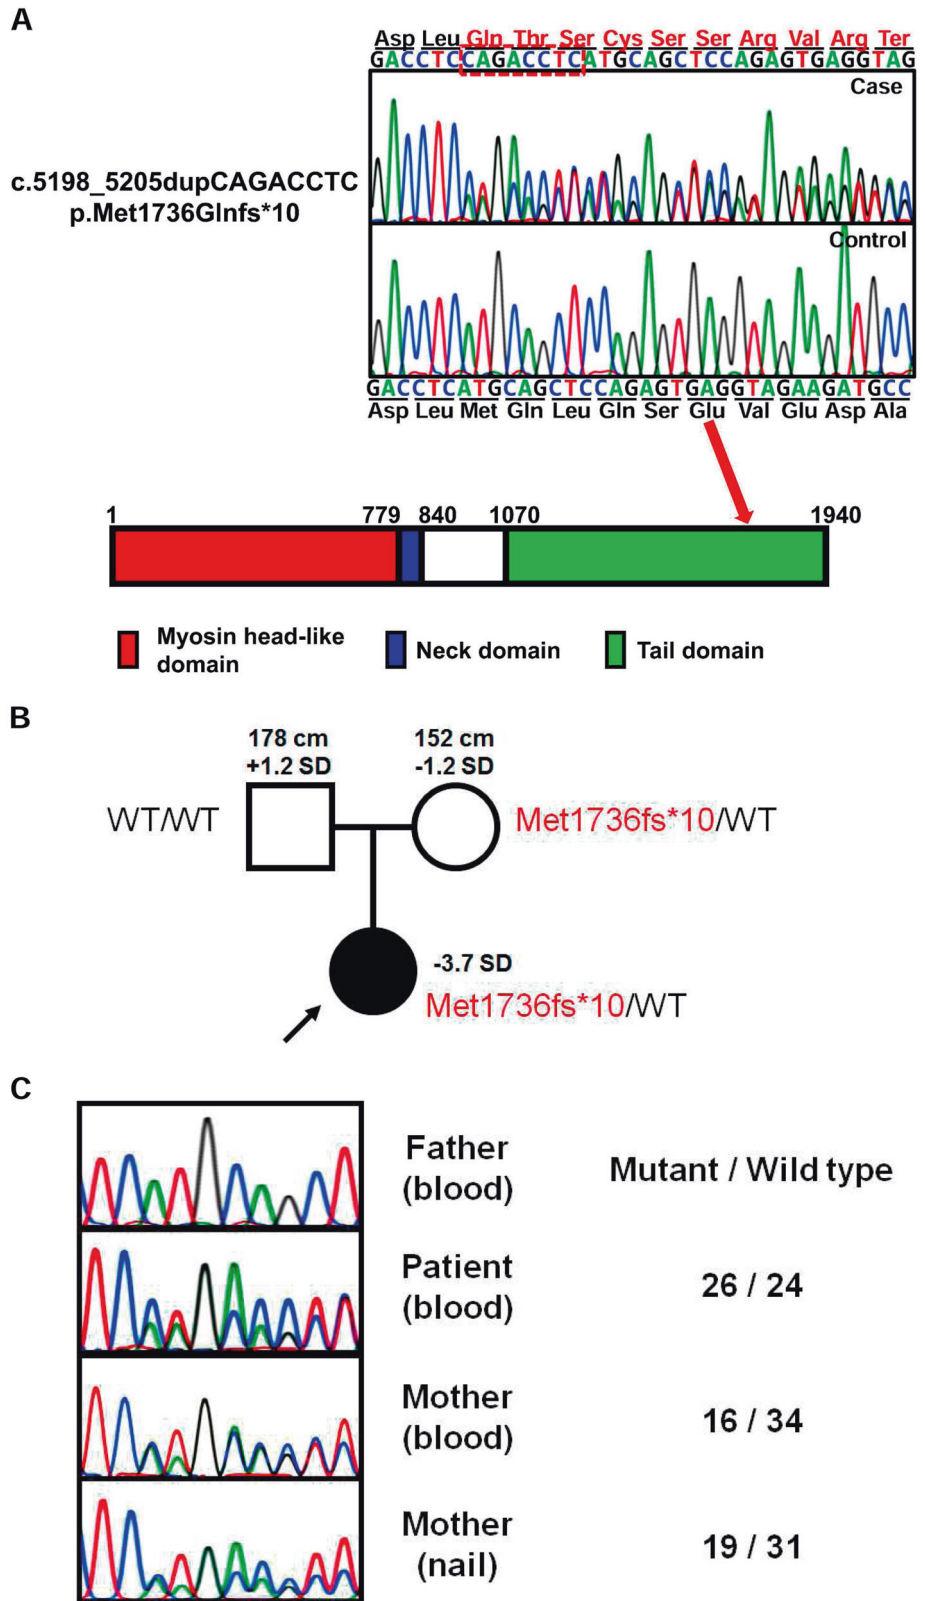 A
Asp Leu Gln Thr Ser Cys Ser Ser Arg Val Arg Ter
GACCTCCAGACCTCATGCAGCTCCAGAGTGAGGTAG
Case
c.5198_5205dupCAGACCTC
p.Met1736Glnfs*10
Control
GACCTCATGCAGCTCCAGAGTGAGGTAGAAGATGCC
Asp Leu Met Gln Leu Gln Ser Glu Val Glu Asp Ala
1 779 840 1070 1940
Myosin head-like
domain
Neck domain
Tail domain
B
178 cm
+1.2 SD
152 cm
-1.2 SD
WT/WT
Met1736fs*10/WT
-3.7 SD
Met1736fs*10/WT
C
Father
(blood)
Mutant / Wild type
Patient
(blood)
26 / 24
Mother
(blood)
16 / 34
Mother
(nail)
19 / 31